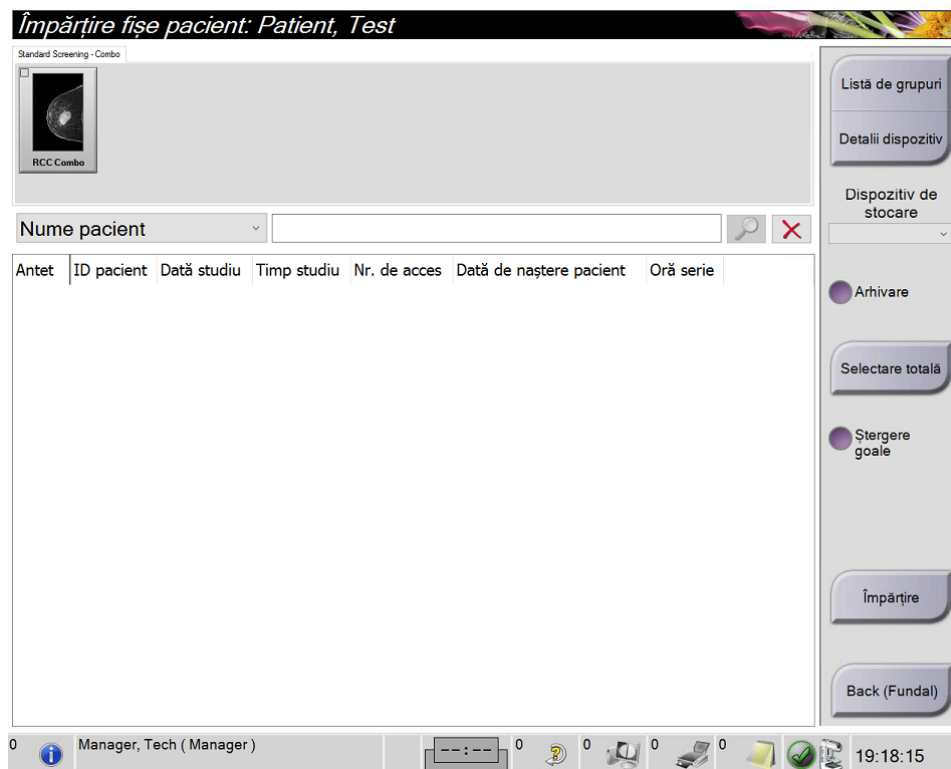 Împărțire fișe pacient: Patient, Test
Standard Screening - Combo
RCC Combo
Nume pacient
Antet ID pacient Dată studiu Timp studiu Nr. de acces Dată de naștere pacient Oră serie
Listă de grupuri
Detalii dispozitiv
Dispozitiv de
stocare
Arhivare
Selectare totală
Ștergere
goale
Împărțire
Back (Fundal)
0 Manager, Tech ( Manager ) --:-- 0 0 0 0 19:18:15